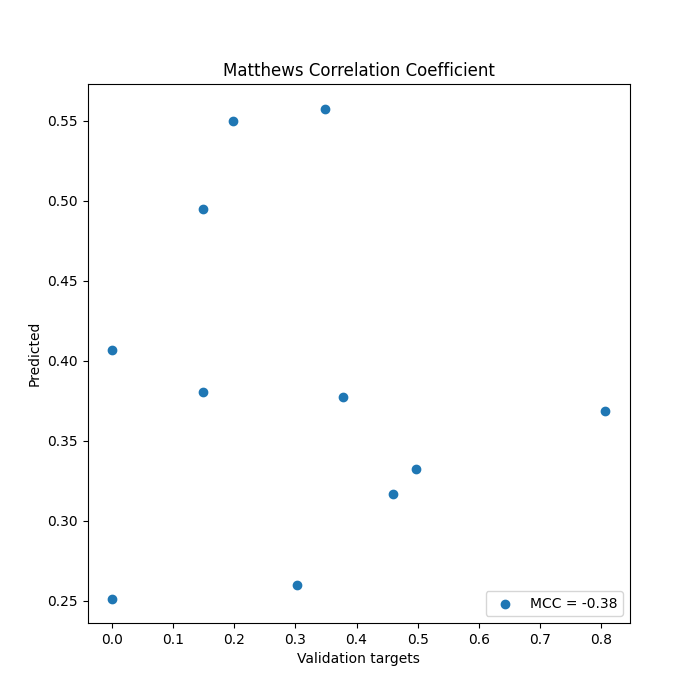 Matthews Correlation Coefficient
0.55
0.50
0.45
0.40
0.35
0.30
0.25
Predicted
MCC = -0.38
0.0 0.1 0.2 0.3 0.4 0.5 0.6 0.7 0.8
Validation targets